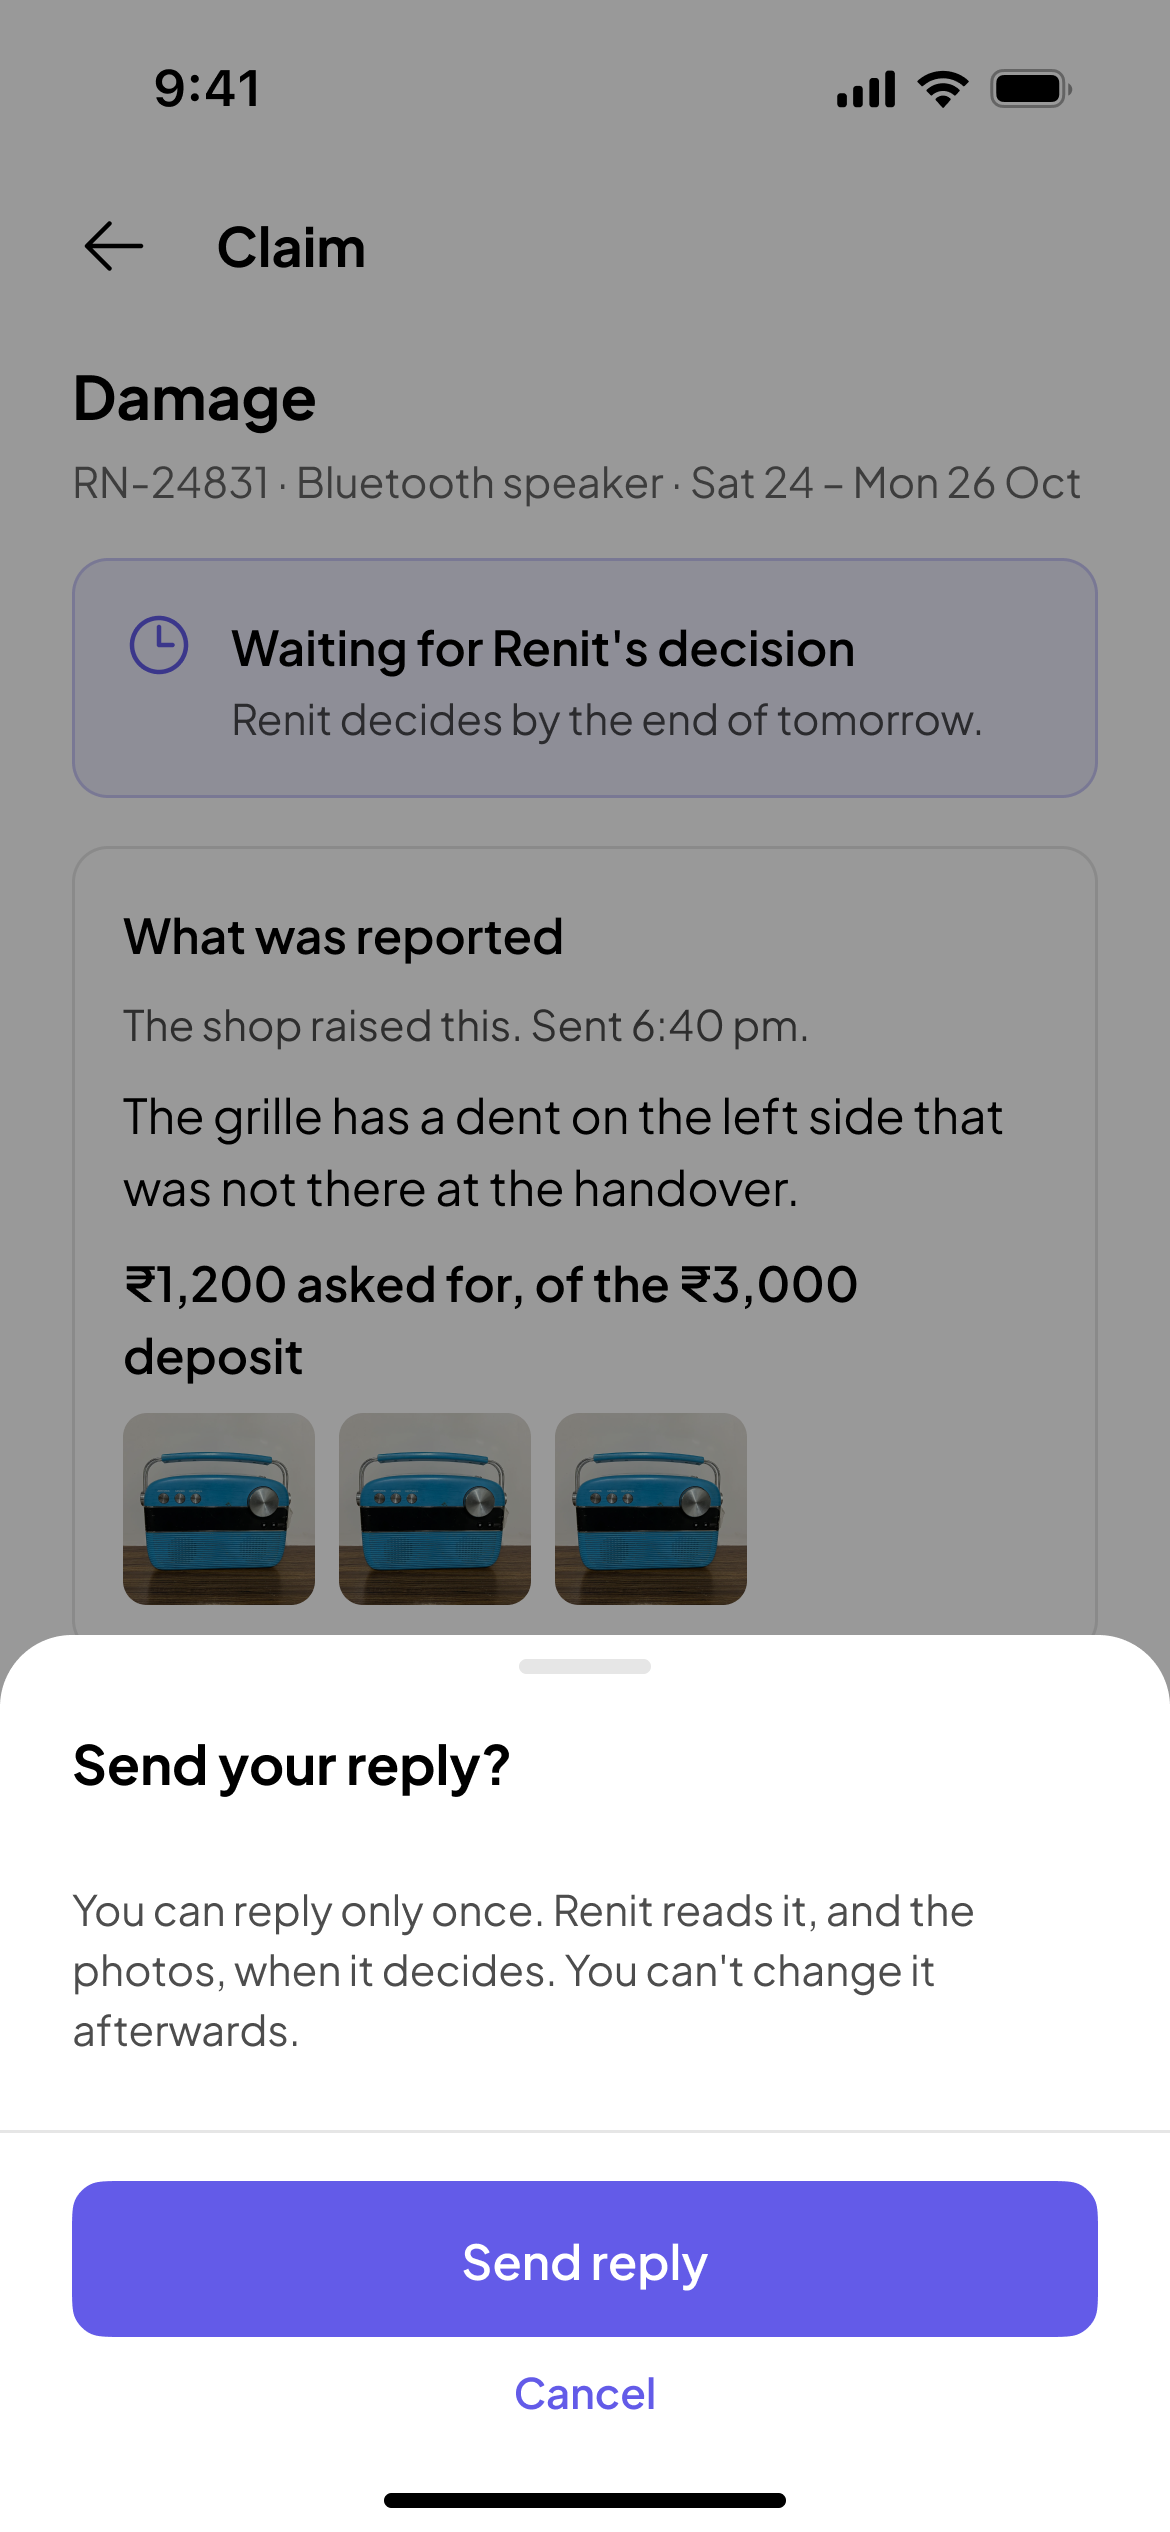 9:41
Claim
Damage
RN-24831 · Bluetooth speaker · Sat 24 – Mon 26 Oct
Waiting for Renit's decision
Renit decides by the end of tomorrow.
What was reported
The shop raised this. Sent 6:40 pm.
The grille has a dent on the left side that
was not there at the handover.
₹1,200 asked for, of the ₹3,000
deposit
Send your reply?
You can reply only once. Renit reads it, and the
photos, when it decides. You can't change it
afterwards.
Send reply
Cancel